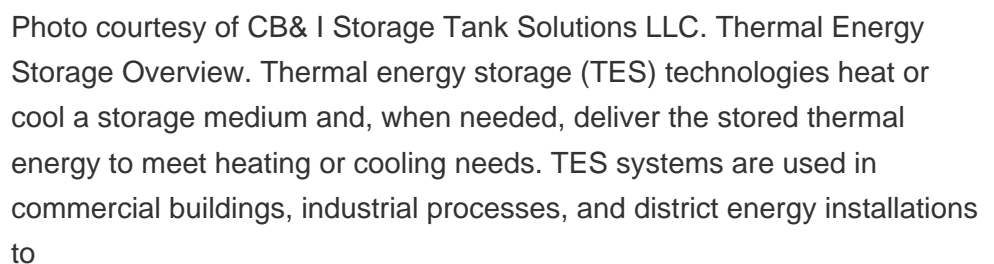 Photo courtesy of CB& I Storage Tank Solutions LLC. Thermal Energy
Storage Overview. Thermal energy storage (TES) technologies heat or
cool a storage medium and, when needed, deliver the stored thermal
energy to meet heating or cooling needs. TES systems are used in
commercial buildings, industrial processes, and district energy installations
to